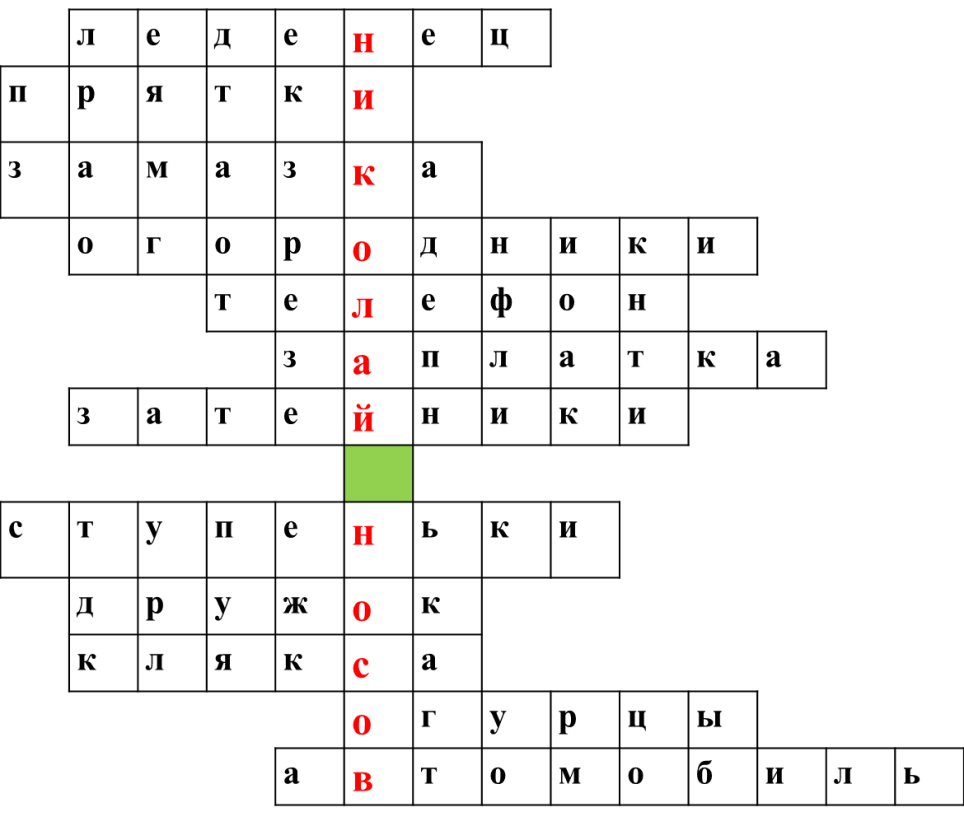 леденец
прятки
замазка
огородники
телефон
заплатка
затейники
ступеньки
дружок
клякса
огурцы
автомобиль